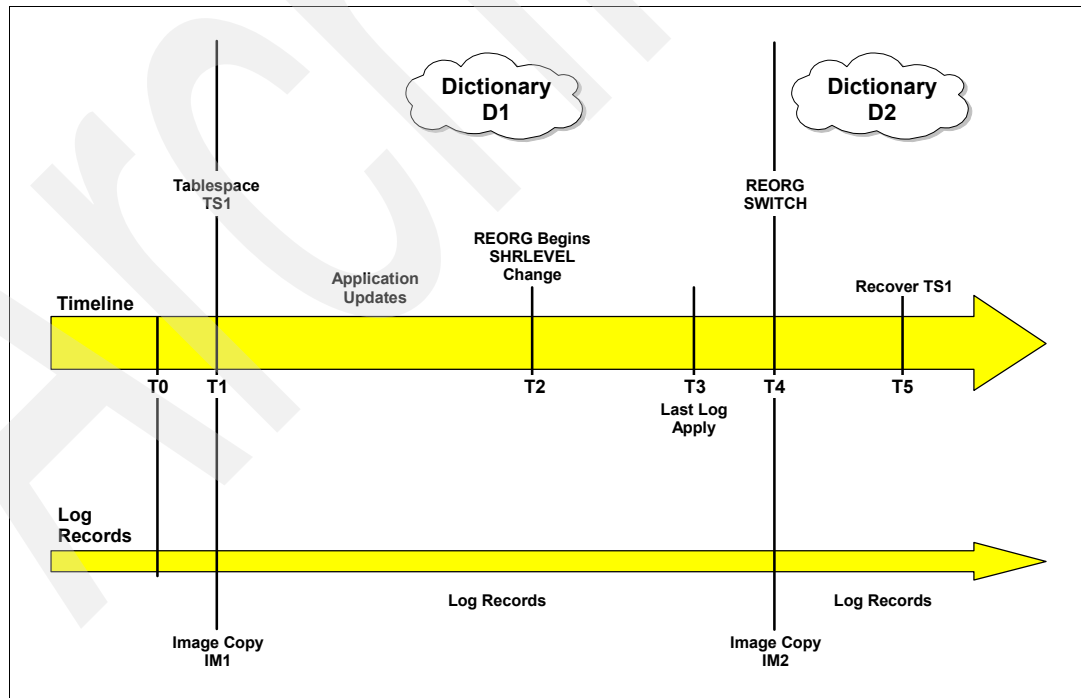 Dictionary
D1
Dictionary
D2
Tablespace
TS1
REORG
SWITCH
REORG Begins
SHRLEVEL
Change
Application
Updates
Recover TS1
Timeline
T0
T1
T2
T3
T4
T5
Last Log
Apply
Log
Records
Log Records
Log Records
Image Copy
IM1
Image Copy
IM2